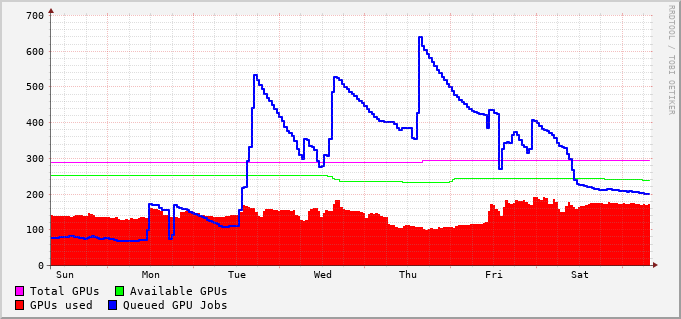 RRDTOOL / TOBI OETIKER
700
600
500
400
300
200
100
0
Sun Mon Tue Wed Thu Fri Sat
Total GPUs Available GPUs
GPUs used Queued GPU Jobs